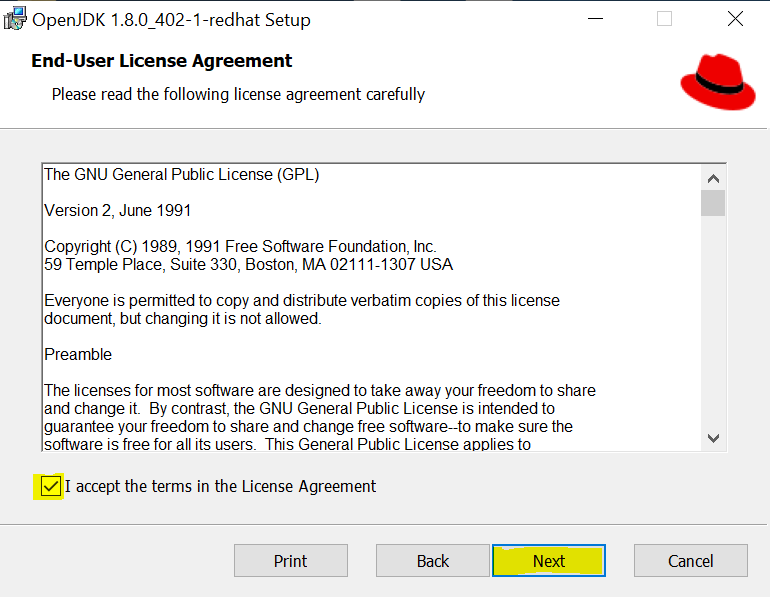 OpenJDK 1.8.0_402-1-redhat Setup
End-User License Agreement
Please read the following license agreement carefully
The GNU General Public License (GPL)
Version 2, June 1991
Copyright (C) 1989, 1991 Free Software Foundation, Inc.
59 Temple Place, Suite 330, Boston, MA 02111-1307 USA
Everyone is permitted to copy and distribute verbatim copies of this license
document, but changing it is not allowed.
Preamble
The licenses for most software are designed to take away your freedom to share
and change it.  By contrast, the GNU General Public License is intended to
guarantee your freedom to share and change free software--to make sure the
software is free for all its users.  This General Public License applies to
I accept the terms in the License Agreement
Print
Back
Next
Cancel